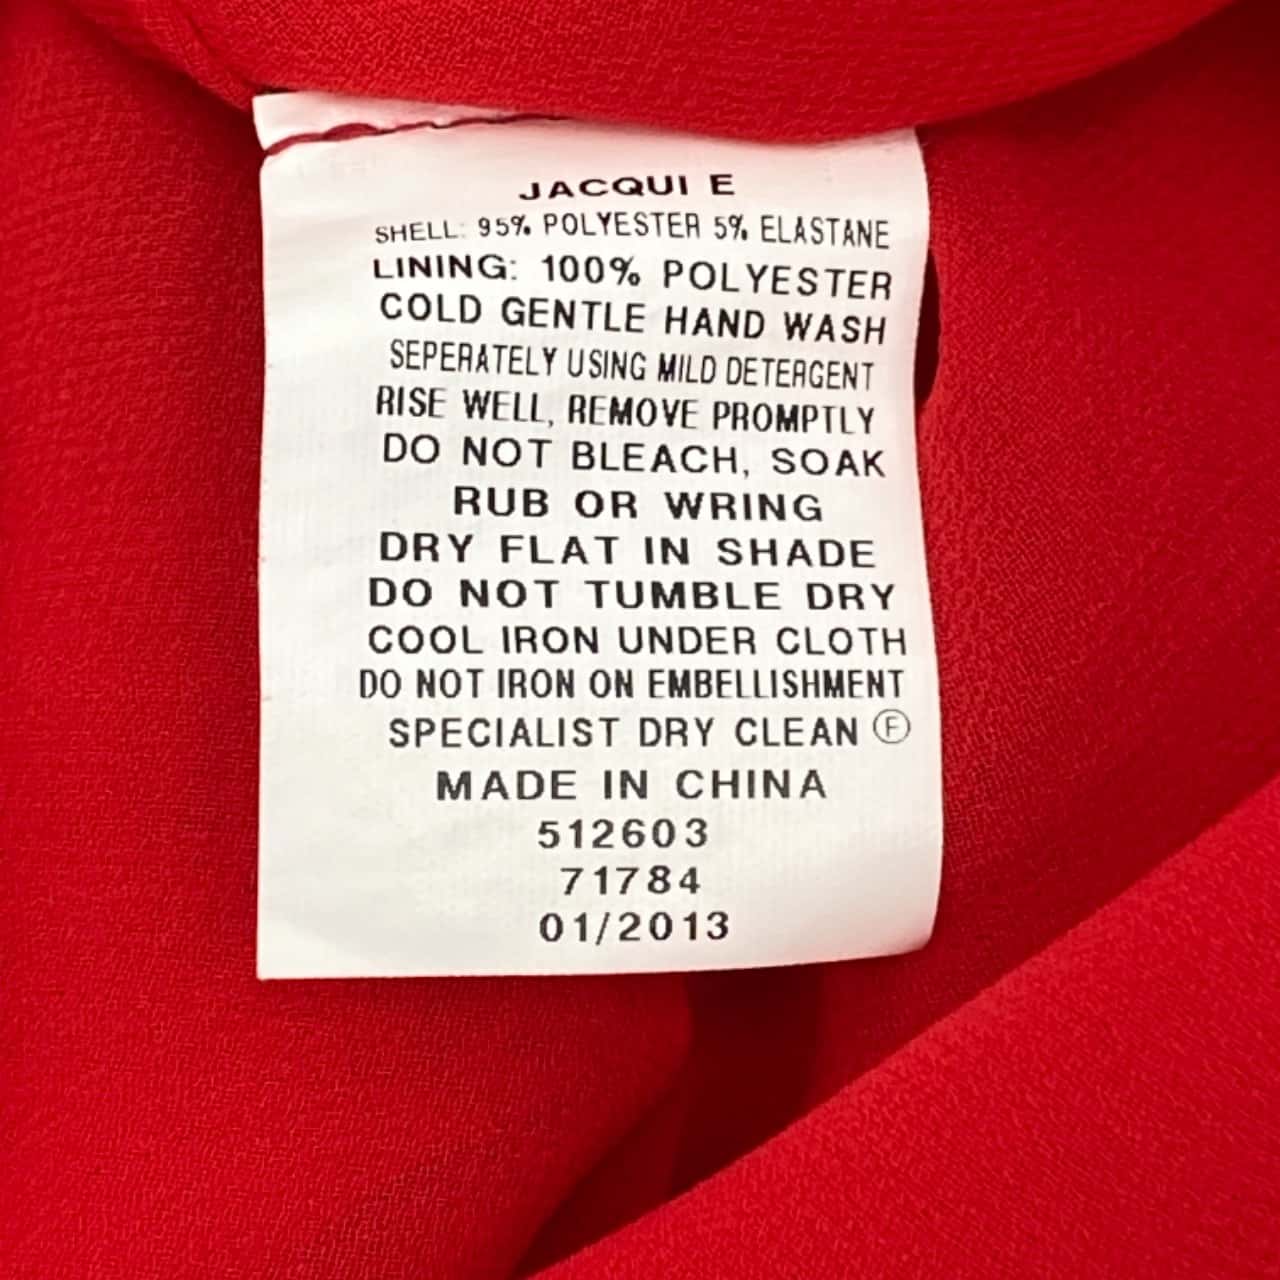 JACQUI E
SHELL: 95% POLYESTER 5% ELASTANE
LINING: 100% POLYESTER
COLD GENTLE HAND WASH
SEPERATELY USING MILD DETERGENT
RISE WELL, REMOVE PROMPTLY
DO NOT BLEACH, SOAK
RUB OR WRING
DRY FLAT IN SHADE
DO NOT TUMBLE DRY
COOL IRON UNDER CLOTH
DO NOT IRON ON EMBELLISHMENT
SPECIALIST DRY CLEAN Ⓕ
MADE IN CHINA
512603
71784
01/2013